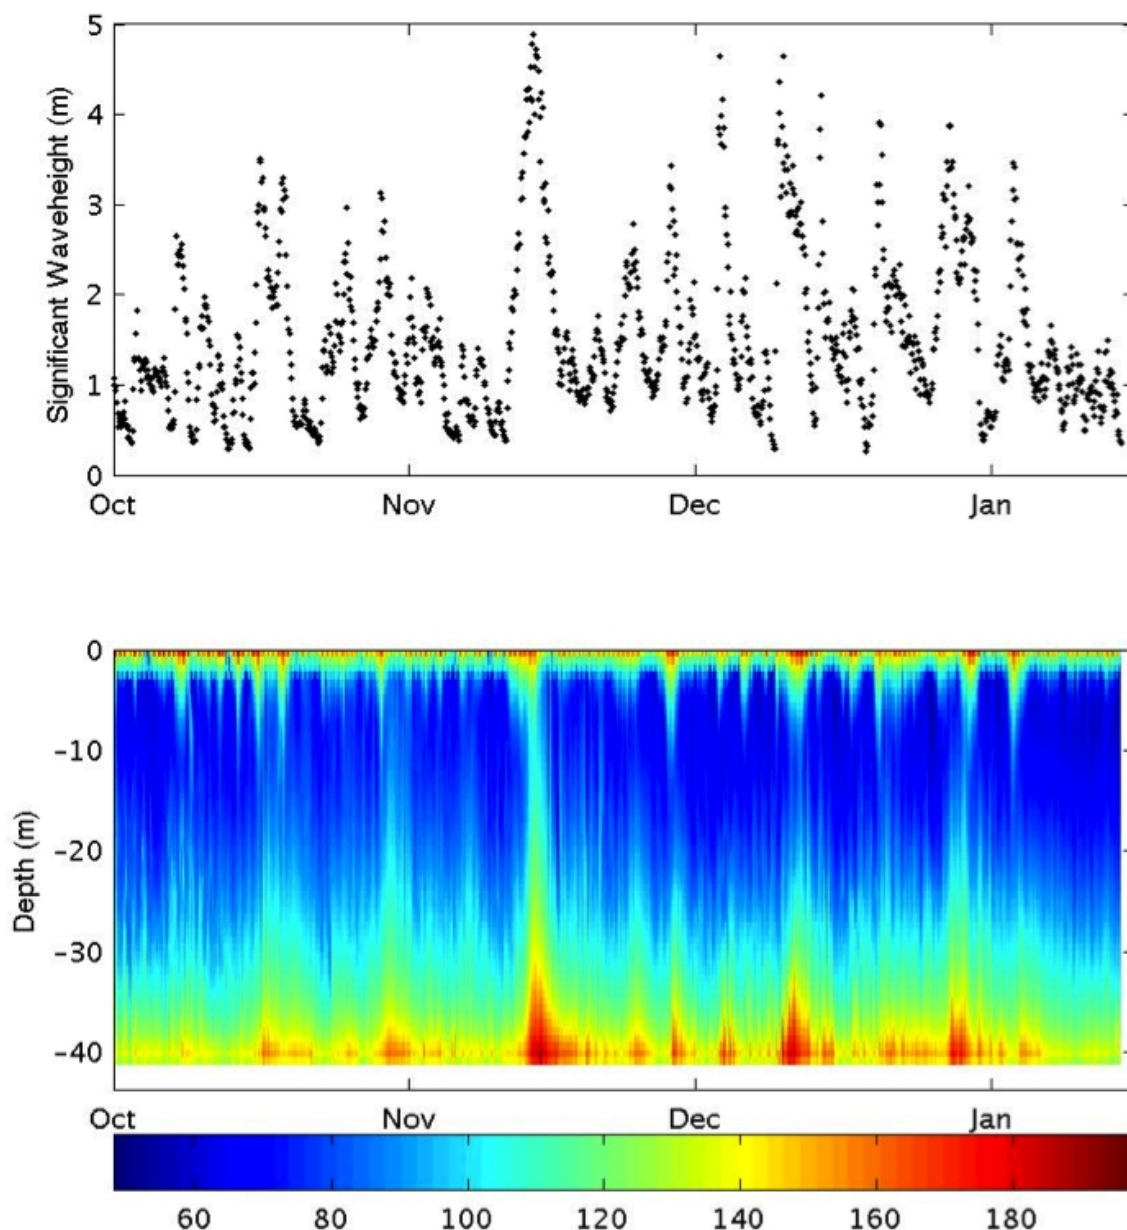 5
4
3
2
1
0
Significant Waveheight (m)
Oct Nov Dec Jan
0
−10
−20
−30
−40
Depth (m)
Oct Nov Dec Jan
60 80 100 120 140 160 180